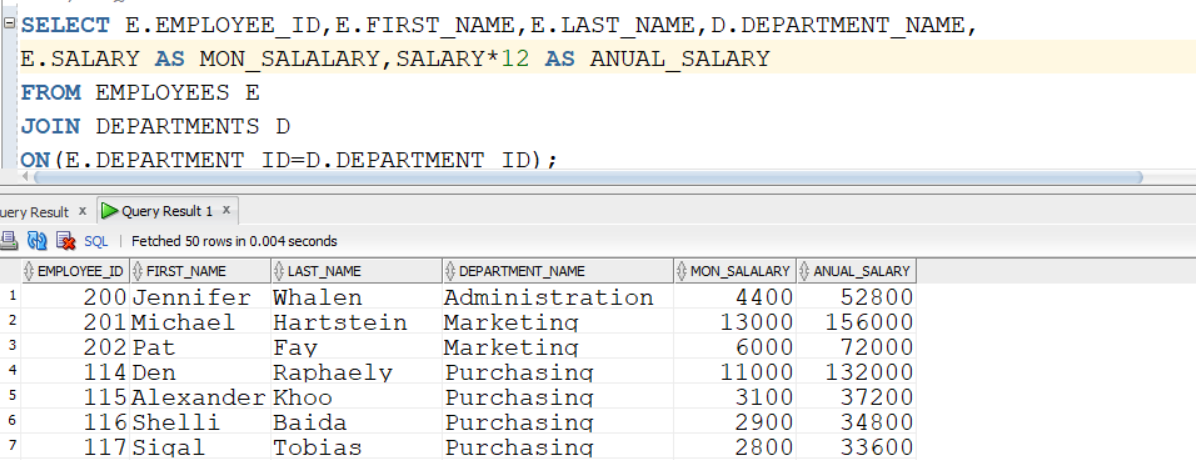 SELECT E.EMPLOYEE_ID,E.FIRST_NAME,E.LAST_NAME,D.DEPARTMENT_NAME,
E.SALARY AS MON_SALALARY,SALARY*12 AS ANUAL_SALARY
FROM EMPLOYEES E
JOIN DEPARTMENTS D
ON(E.DEPARTMENT_ID=D.DEPARTMENT_ID);
uery Result x Query Result 1 x
SQL | Fetched 50 rows in 0.004 seconds
EMPLOYEE_ID FIRST_NAME LAST_NAME DEPARTMENT_NAME MON_SALALARY ANUAL_SALARY
1 200 Jennifer Whalen Administration 4400 52800
2 201 Michael Hartstein Marketing 13000 156000
3 202 Pat Fay Marketing 6000 72000
4 114 Den Raphaely Purchasing 11000 132000
5 115 Alexander Khoo Purchasing 3100 37200
6 116 Shelli Baida Purchasing 2900 34800
7 117 Sigal Tobias Purchasing 2800 33600